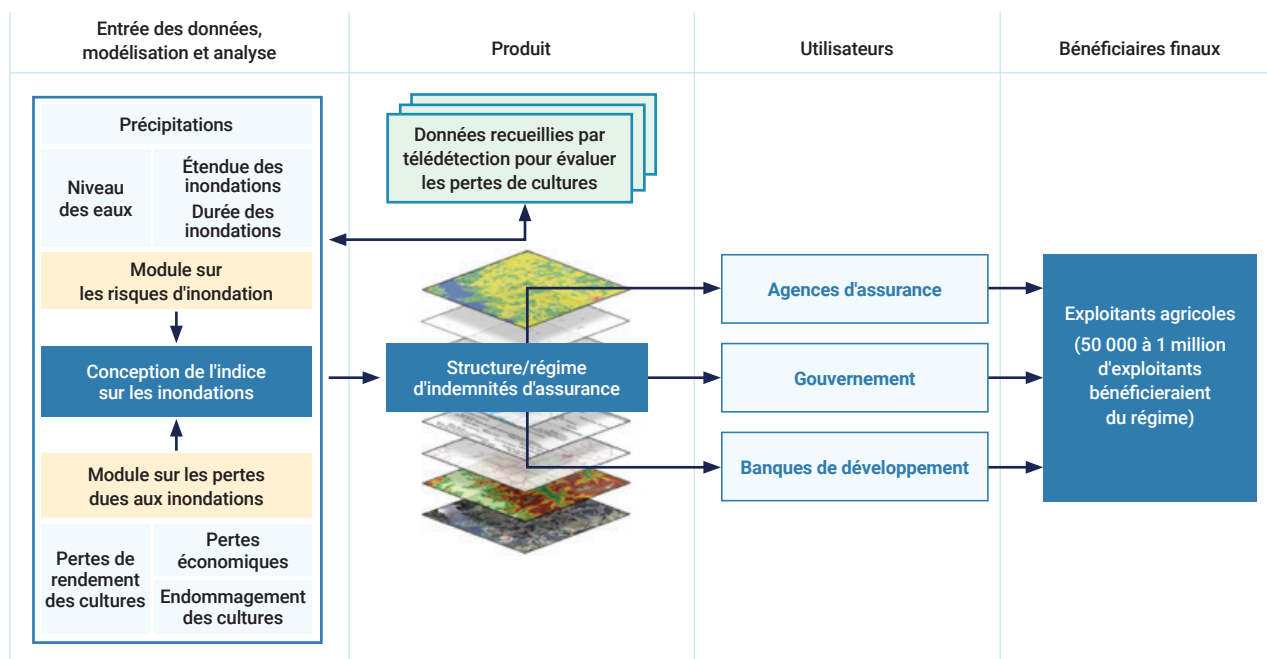 Entrée des données,
modélisation et analyse
Produit
Utilisateurs
Bénéficiaires finaux
Précipitations
Niveau
des eaux
Étendue des
inondations
Durée des
inondations
Module sur
les risques d'inondation
Conception de l'indice
sur les inondations
Module sur les pertes
dues aux inondations
Pertes de
rendement
des cultures
Pertes
économiques
Endommagement
des cultures
Données recueillies par
télédétection pour évaluer
les pertes de cultures
Structure/régime
d'indemnités d'assurance
Agences d'assurance
Gouvernement
Banques de développement
Exploitants agricoles
(50 000 à 1 million
d'exploitants
bénéficieraient
du régime)